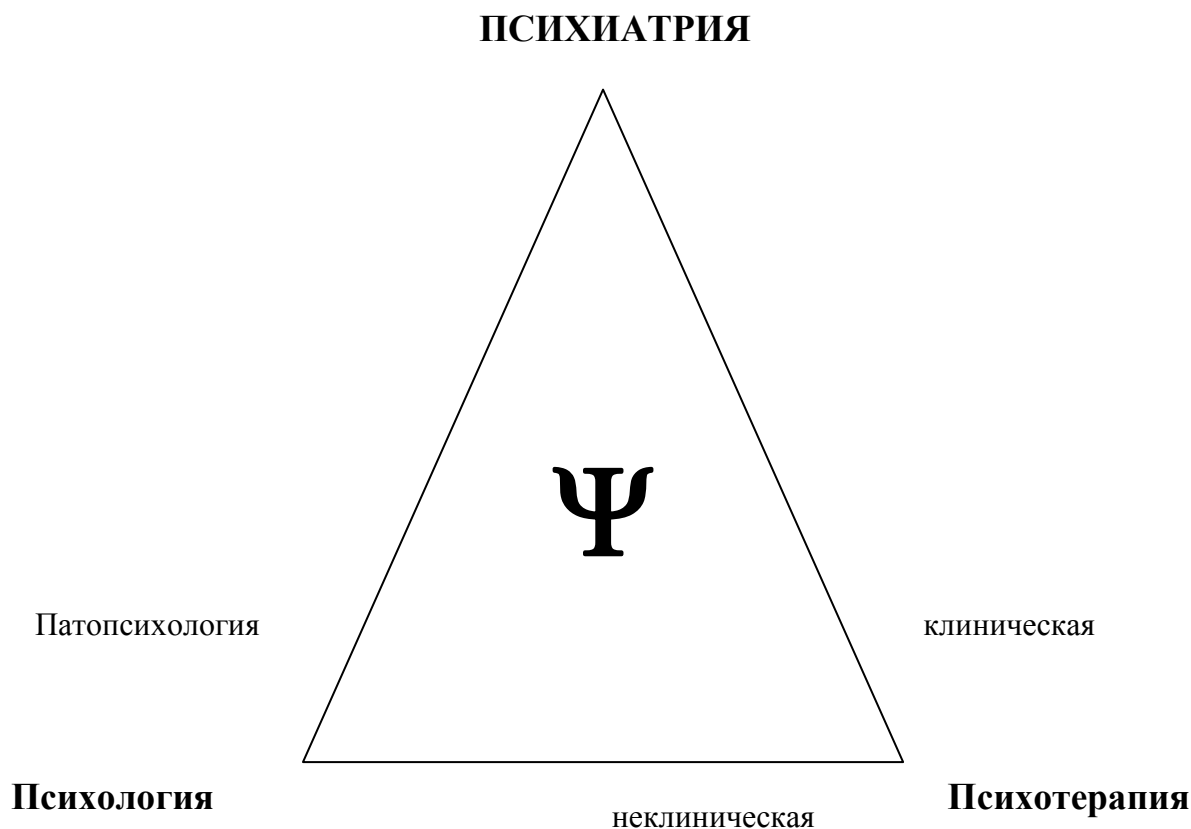 ПСИХИАТРИЯ
Ψ
Патопсихология
клиническая
Психология
Психотерапия
неклиническая